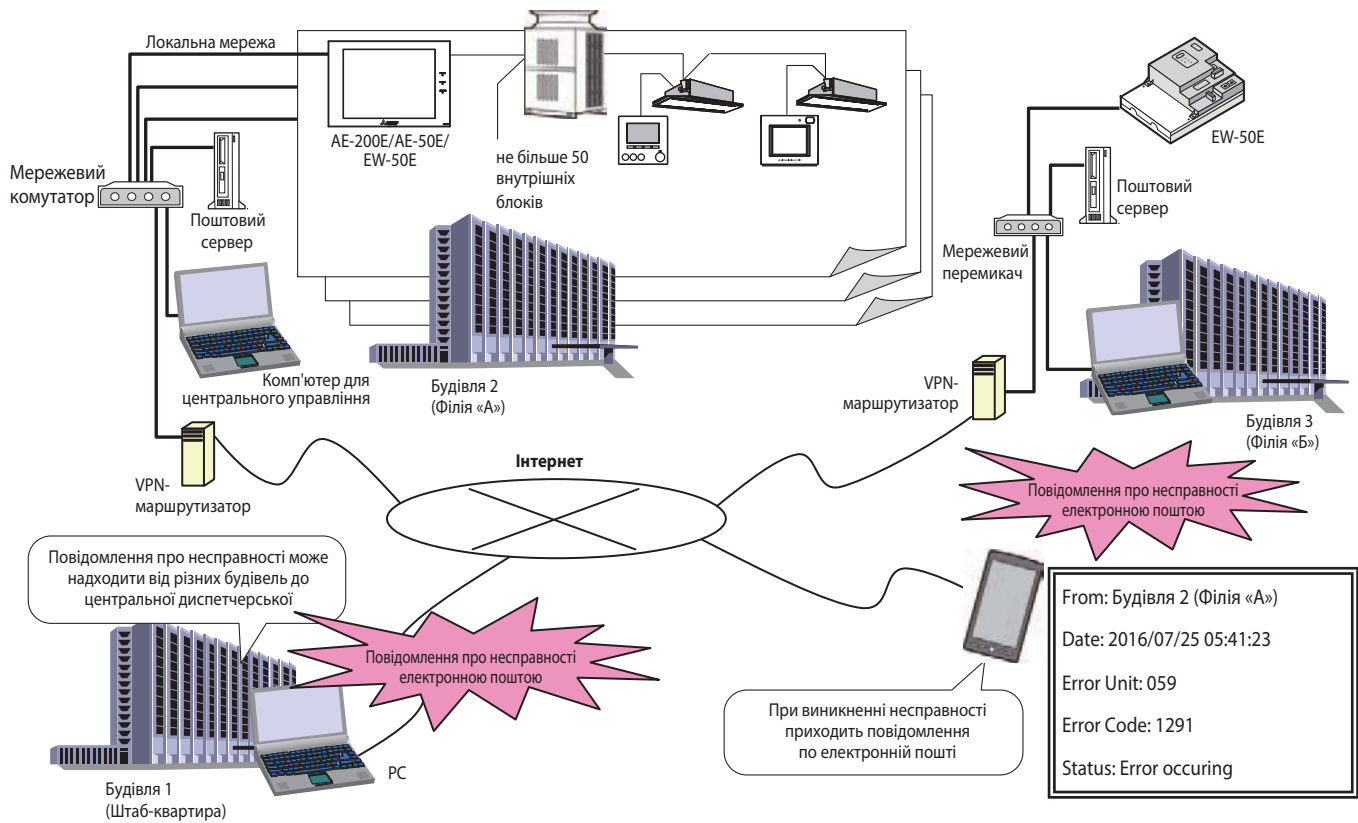 Локальна мережа
AE-200E/AE-50E/
EW-50E
не більше 50
внутрішніх
блоків
Мережевий
комутатор
Поштовий
сервер
Комп'ютер для
центрального управління
Будівля 2
(Філія «А»)
EW-50E
Поштовий
сервер
Мережевий
перемикач
VPN-
маршрутизатор
Будівля 3
(Філія «Б»)
VPN-
маршрутизатор
Інтернет
Повідомлення про несправності
електронною поштою
Повідомлення про несправності може
надходити від різних будівель до
центральної диспетчерської
Повідомлення про несправності
електронною поштою
PC
Будівля 1
(Штаб-квартира)
При виникненні несправності
приходить повідомлення
по електронній пошті
From: Будівля 2 (Філія «А»)
Date: 2016/07/25 05:41:23
Error Unit: 059
Error Code: 1291
Status: Error occuring